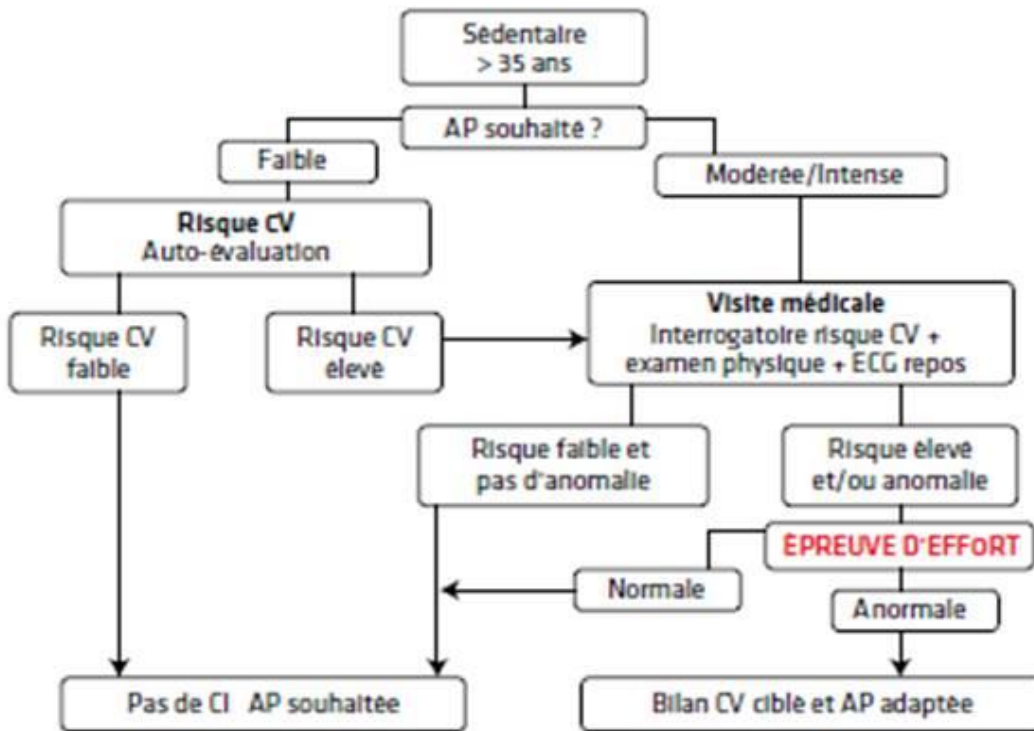 Sédentaire
> 35 ans
AP souhaité ?
Faible
Modérée/Intense
Risque CV
Auto-évaluation
Visite médicale
Interrogatoire risque CV +
examen physique + ECG repos
Risque CV
faible
Risque CV
élevé
Risque faible et
pas d'anomalie
Risque élevé
et/ou anomalie
ÉPREUVE D'EFFORT
Normale
Anormale
Pas de CI AP souhaitée
Bilan CV ciblé et AP adaptée